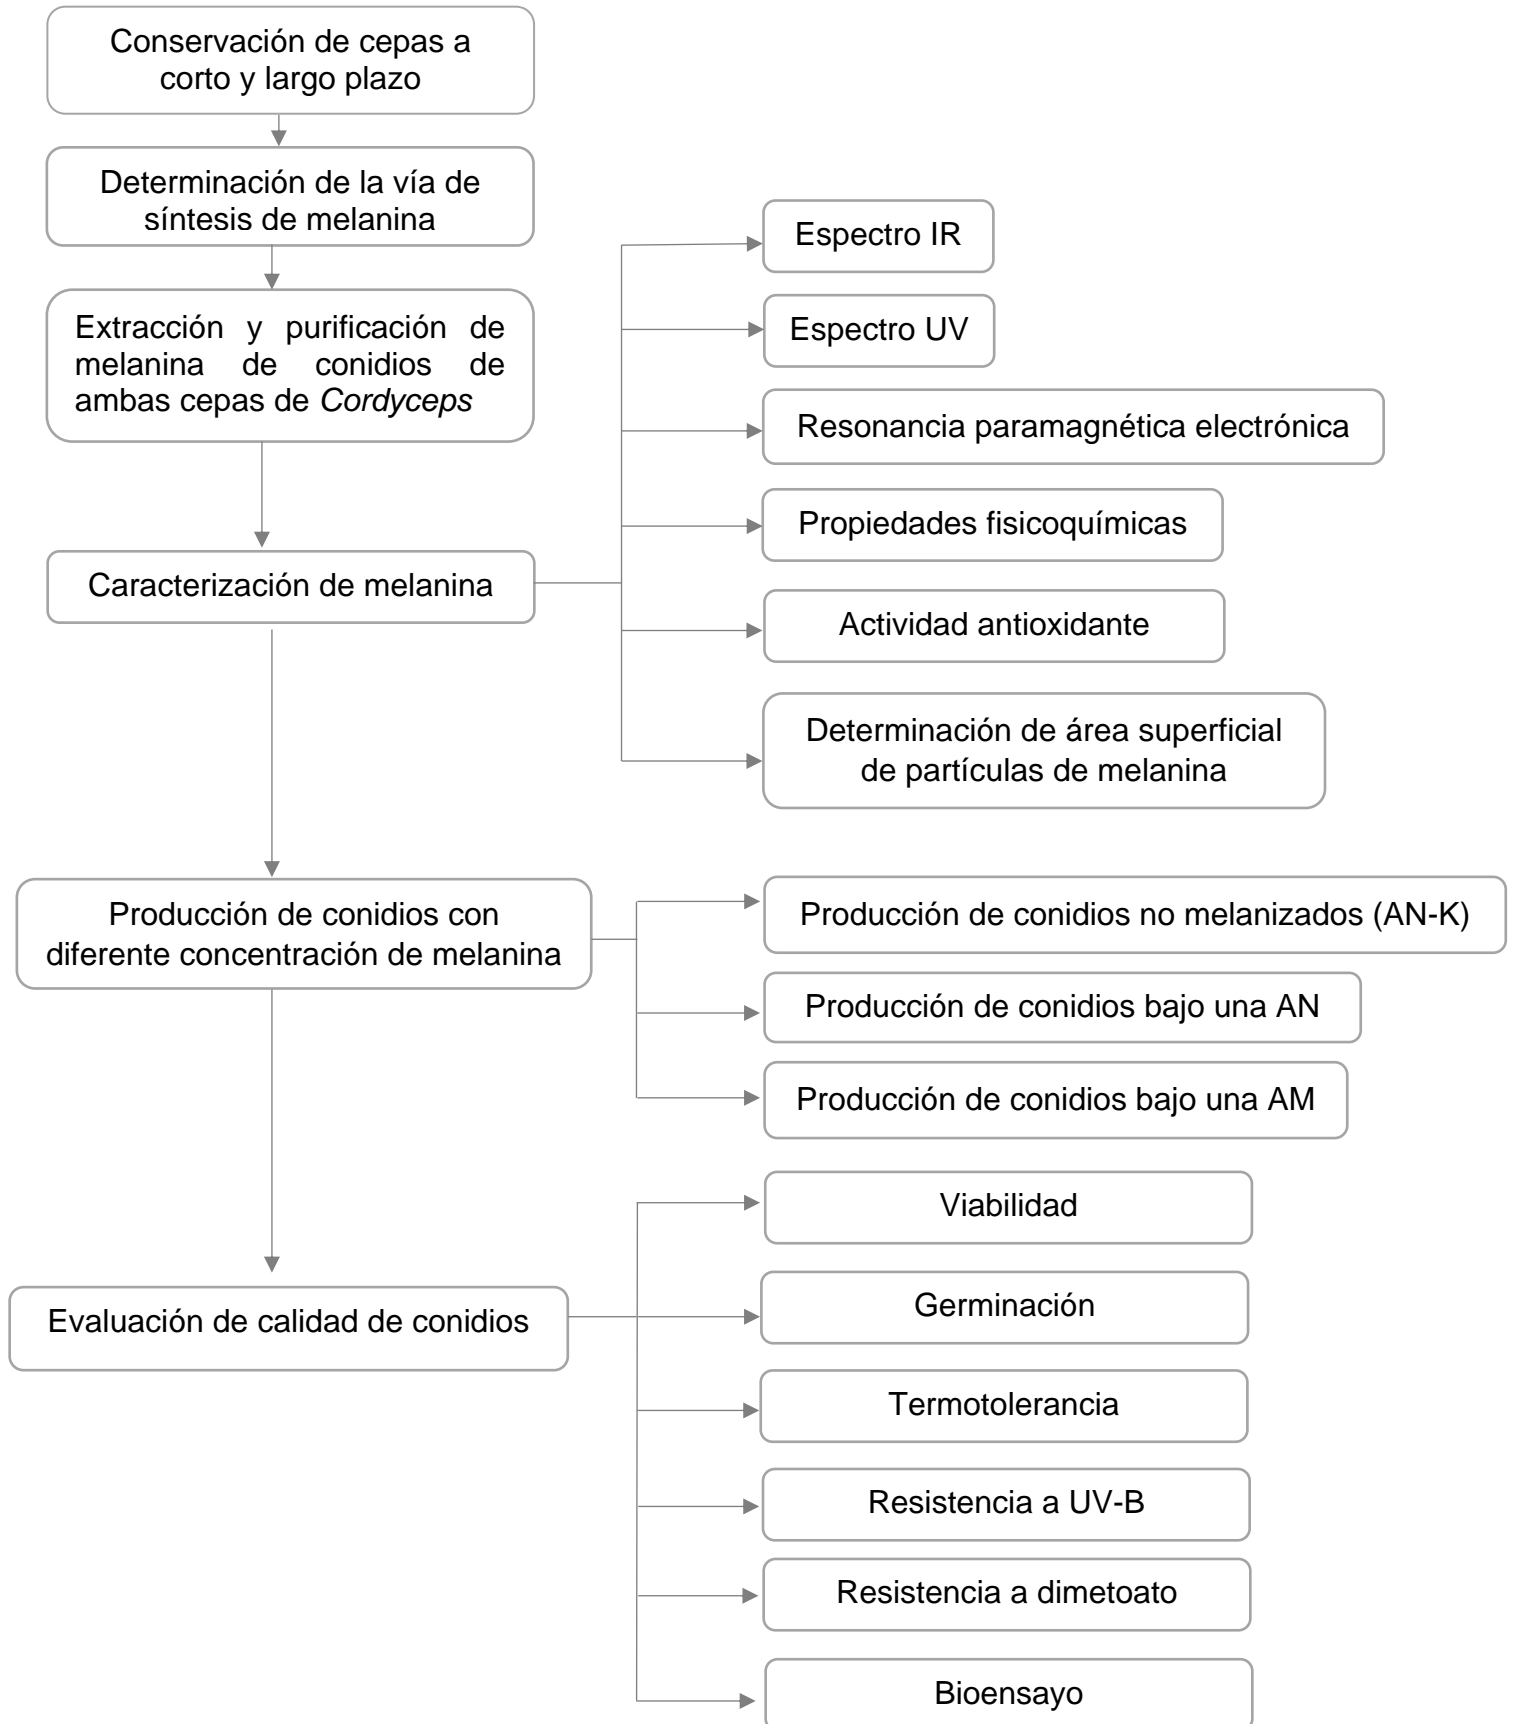 Conservación de cepas a
corto y largo plazo
Determinación de la vía de
síntesis de melanina
Extracción y purificación de
melanina de conidios de
ambas cepas de Cordyceps
Caracterización de melanina
Espectro IR
Espectro UV
Resonancia paramagnética electrónica
Propiedades fisicoquímicas
Actividad antioxidante
Determinación de área superficial
de partículas de melanina
Producción de conidios con
diferente concentración de melanina
Producción de conidios no melanizados (AN-K)
Producción de conidios bajo una AN
Producción de conidios bajo una AM
Evaluación de calidad de conidios
Viabilidad
Germinación
Termotolerancia
Resistencia a UV-B
Resistencia a dimetoato
Bioensayo